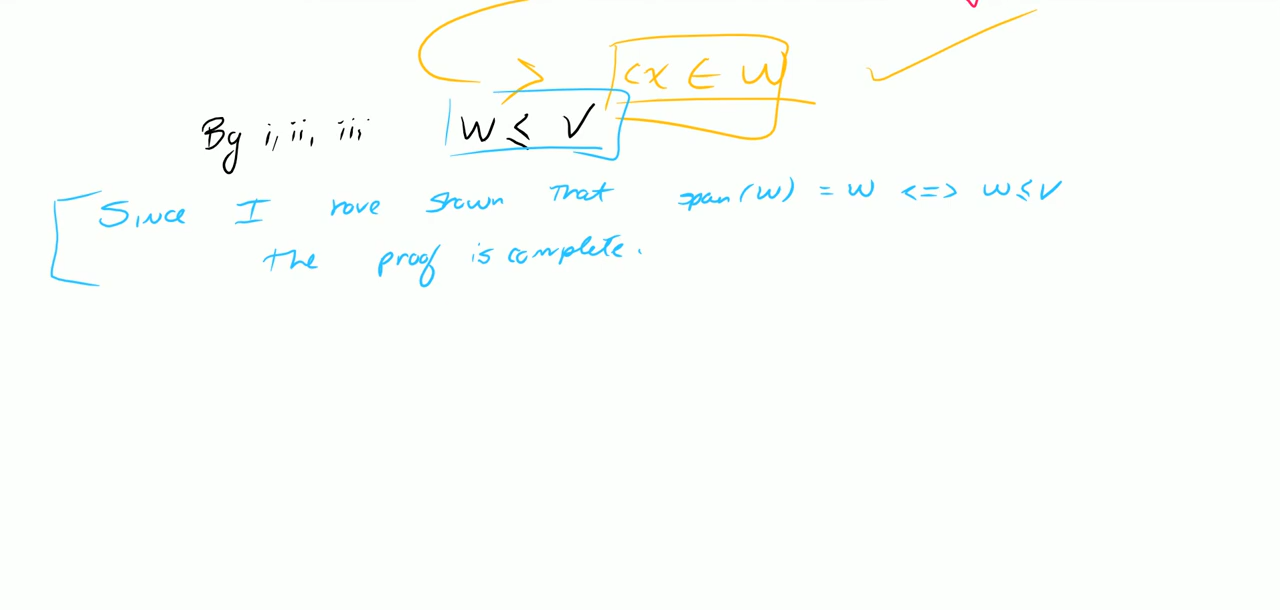 cx ∈ W
By i, ii, iii W ≤ V
Since I have shown that span(W) = W <=> W ≤ V
the proof is complete.